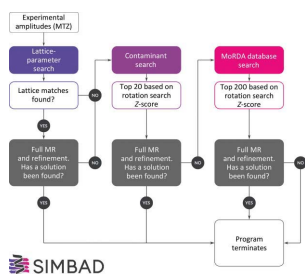 Experimental
amplitudes (MTZ)
Lattice-
parameter
search
Contaminant
search
MoRDA database
search
Lattice matches
found?
NO
Top 20 based on
rotation search
Z-score
Top 200 based on
rotation search
Z-score
YES
Full MR
and refinement.
Has a solution
been found?
NO
Full MR
and refinement.
Has a solution
been found?
NO
Full MR
and refinement.
Has a solution
been found?
NO
YES
YES
YES
Program
terminates
SIMBAD